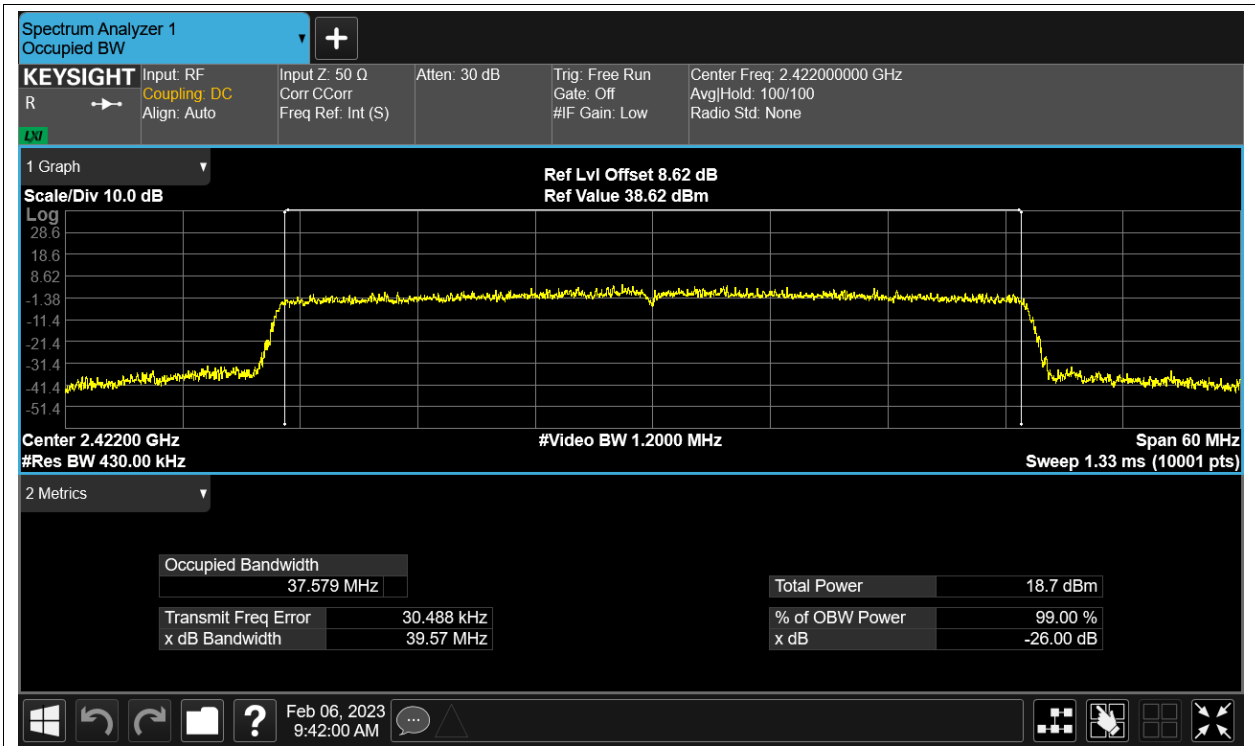 Spectrum Analyzer 1
Occupied BW
KEYSIGHT
R
LXI
Input: RF
Coupling: DC
Align: Auto
Input Z: 50 Ω
Corr CCorr
Freq Ref: Int (S)
Atten: 30 dB
Trig: Free Run
Gate: Off
#IF Gain: Low
Center Freq: 2.422000000 GHz
Avg|Hold: 100/100
Radio Std: None
1 Graph
Scale/Div 10.0 dB
Ref Lvl Offset 8.62 dB
Ref Value 38.62 dBm
Log
28.6
18.6
8.62
-1.38
-11.4
-21.4
-31.4
-41.4
-51.4
Center 2.42200 GHz
#Video BW 1.2000 MHz
Span 60 MHz
#Res BW 430.00 kHz
Sweep 1.33 ms (10001 pts)
2 Metrics
Occupied Bandwidth
37.579 MHz
Transmit Freq Error 30.488 kHz
x dB Bandwidth 39.57 MHz
Total Power 18.7 dBm
% of OBW Power 99.00 %
x dB -26.00 dB
Feb 06, 2023
9:42:00 AM